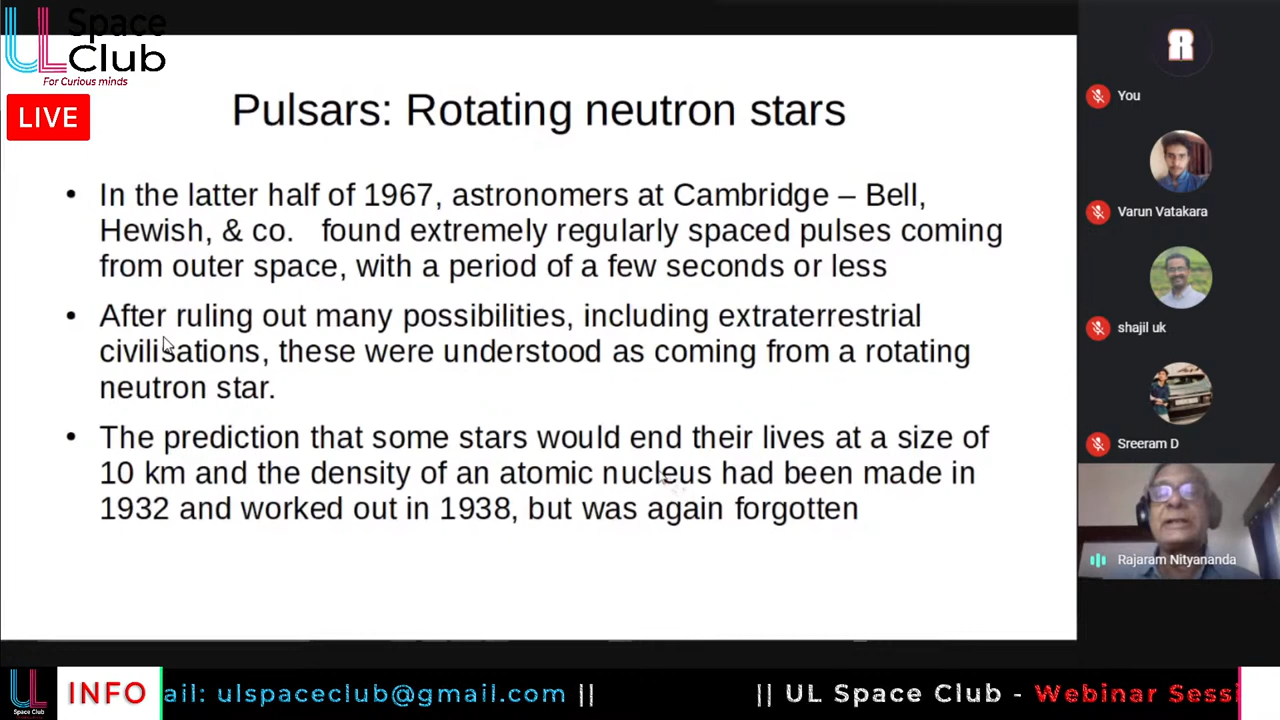 UL Space
Club
For Curious minds
LIVE
Pulsars: Rotating neutron stars
• In the latter half of 1967, astronomers at Cambridge – Bell,
Hewish, & co. found extremely regularly spaced pulses coming
from outer space, with a period of a few seconds or less
• After ruling out many possibilities, including extraterrestrial
civilisations, these were understood as coming from a rotating
neutron star.
• The prediction that some stars would end their lives at a size of
10 km and the density of an atomic nucleus had been made in
1932 and worked out in 1938, but was again forgotten
R
You
Varun Vatakara
shajil uk
Sreeram D
Rajaram Nityananda
UL
Space Club
INFO
ail: ulspaceclub@gmail.com || || UL Space Club - Webinar Sessi